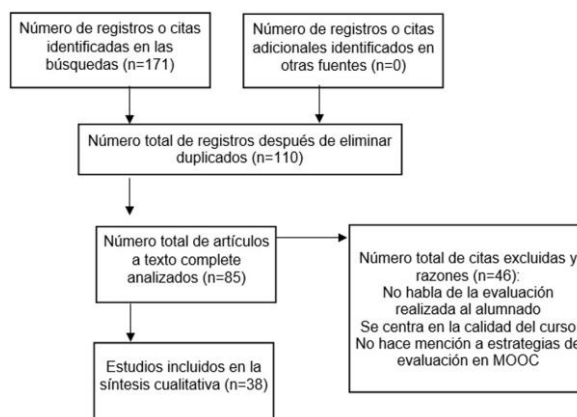 Número de registros o citas
identificadas en las
búsquedas (n=171)
Número de registros o citas
adicionales identificados en
otras fuentes (n=0)
Número total de registros después de eliminar
duplicados (n=110)
Número total de artículos
a texto complete
analizados (n=85)
Número total de citas excluidas y
razones (n=46):
No habla de la evaluación
realizada al alumnado
Se centra en la calidad del curso
No hace mención a estrategias de
evaluación en MOOC
Estudios incluidos en la
síntesis cualitativa (n=38)